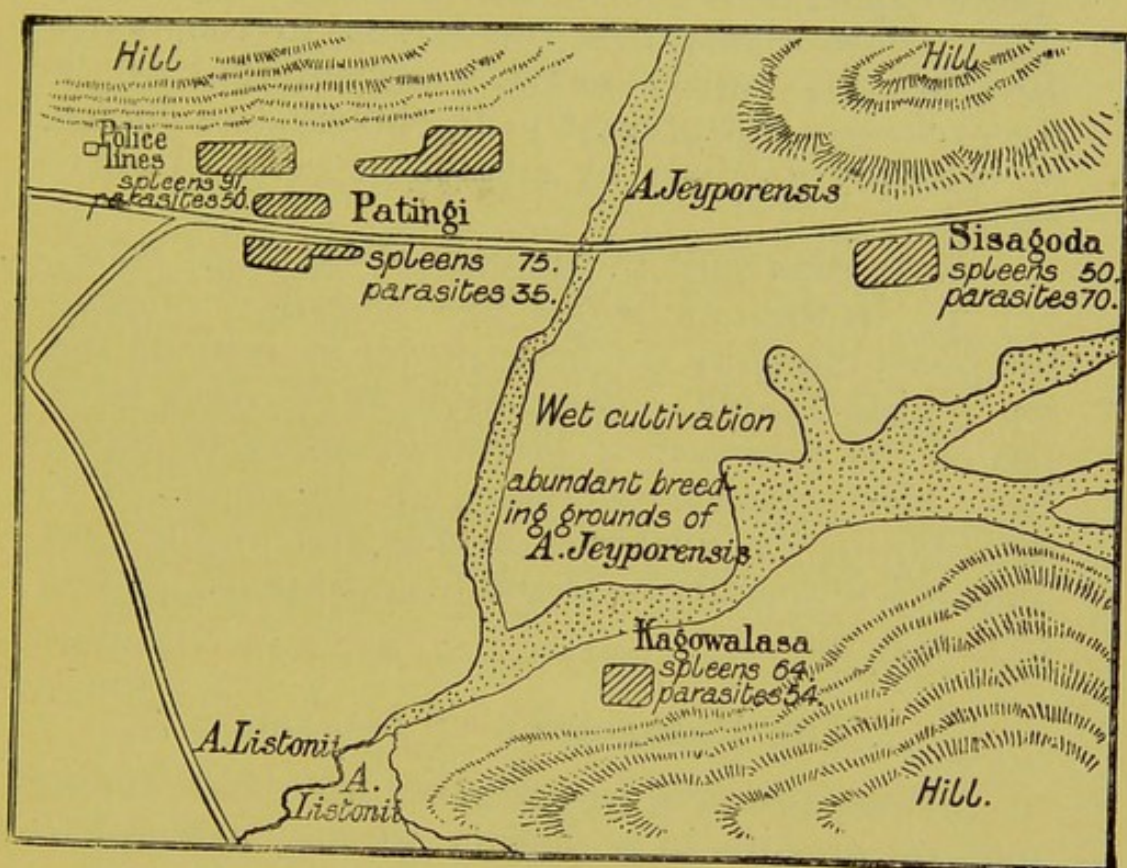 Hill
Hill
Police
lines
spleens 91.
parasites 50.
Patingi
A. Jeyporensis
spleens 75.
parasites 35.
Sisagoda
spleens 50.
parasites 70.
Wet cultivation
abundant breed-
ing grounds of
A. Jeyporensis
Kagowalasa
spleens 64.
parasites 54.
A. Listonii
A.
Listonii
Hill.